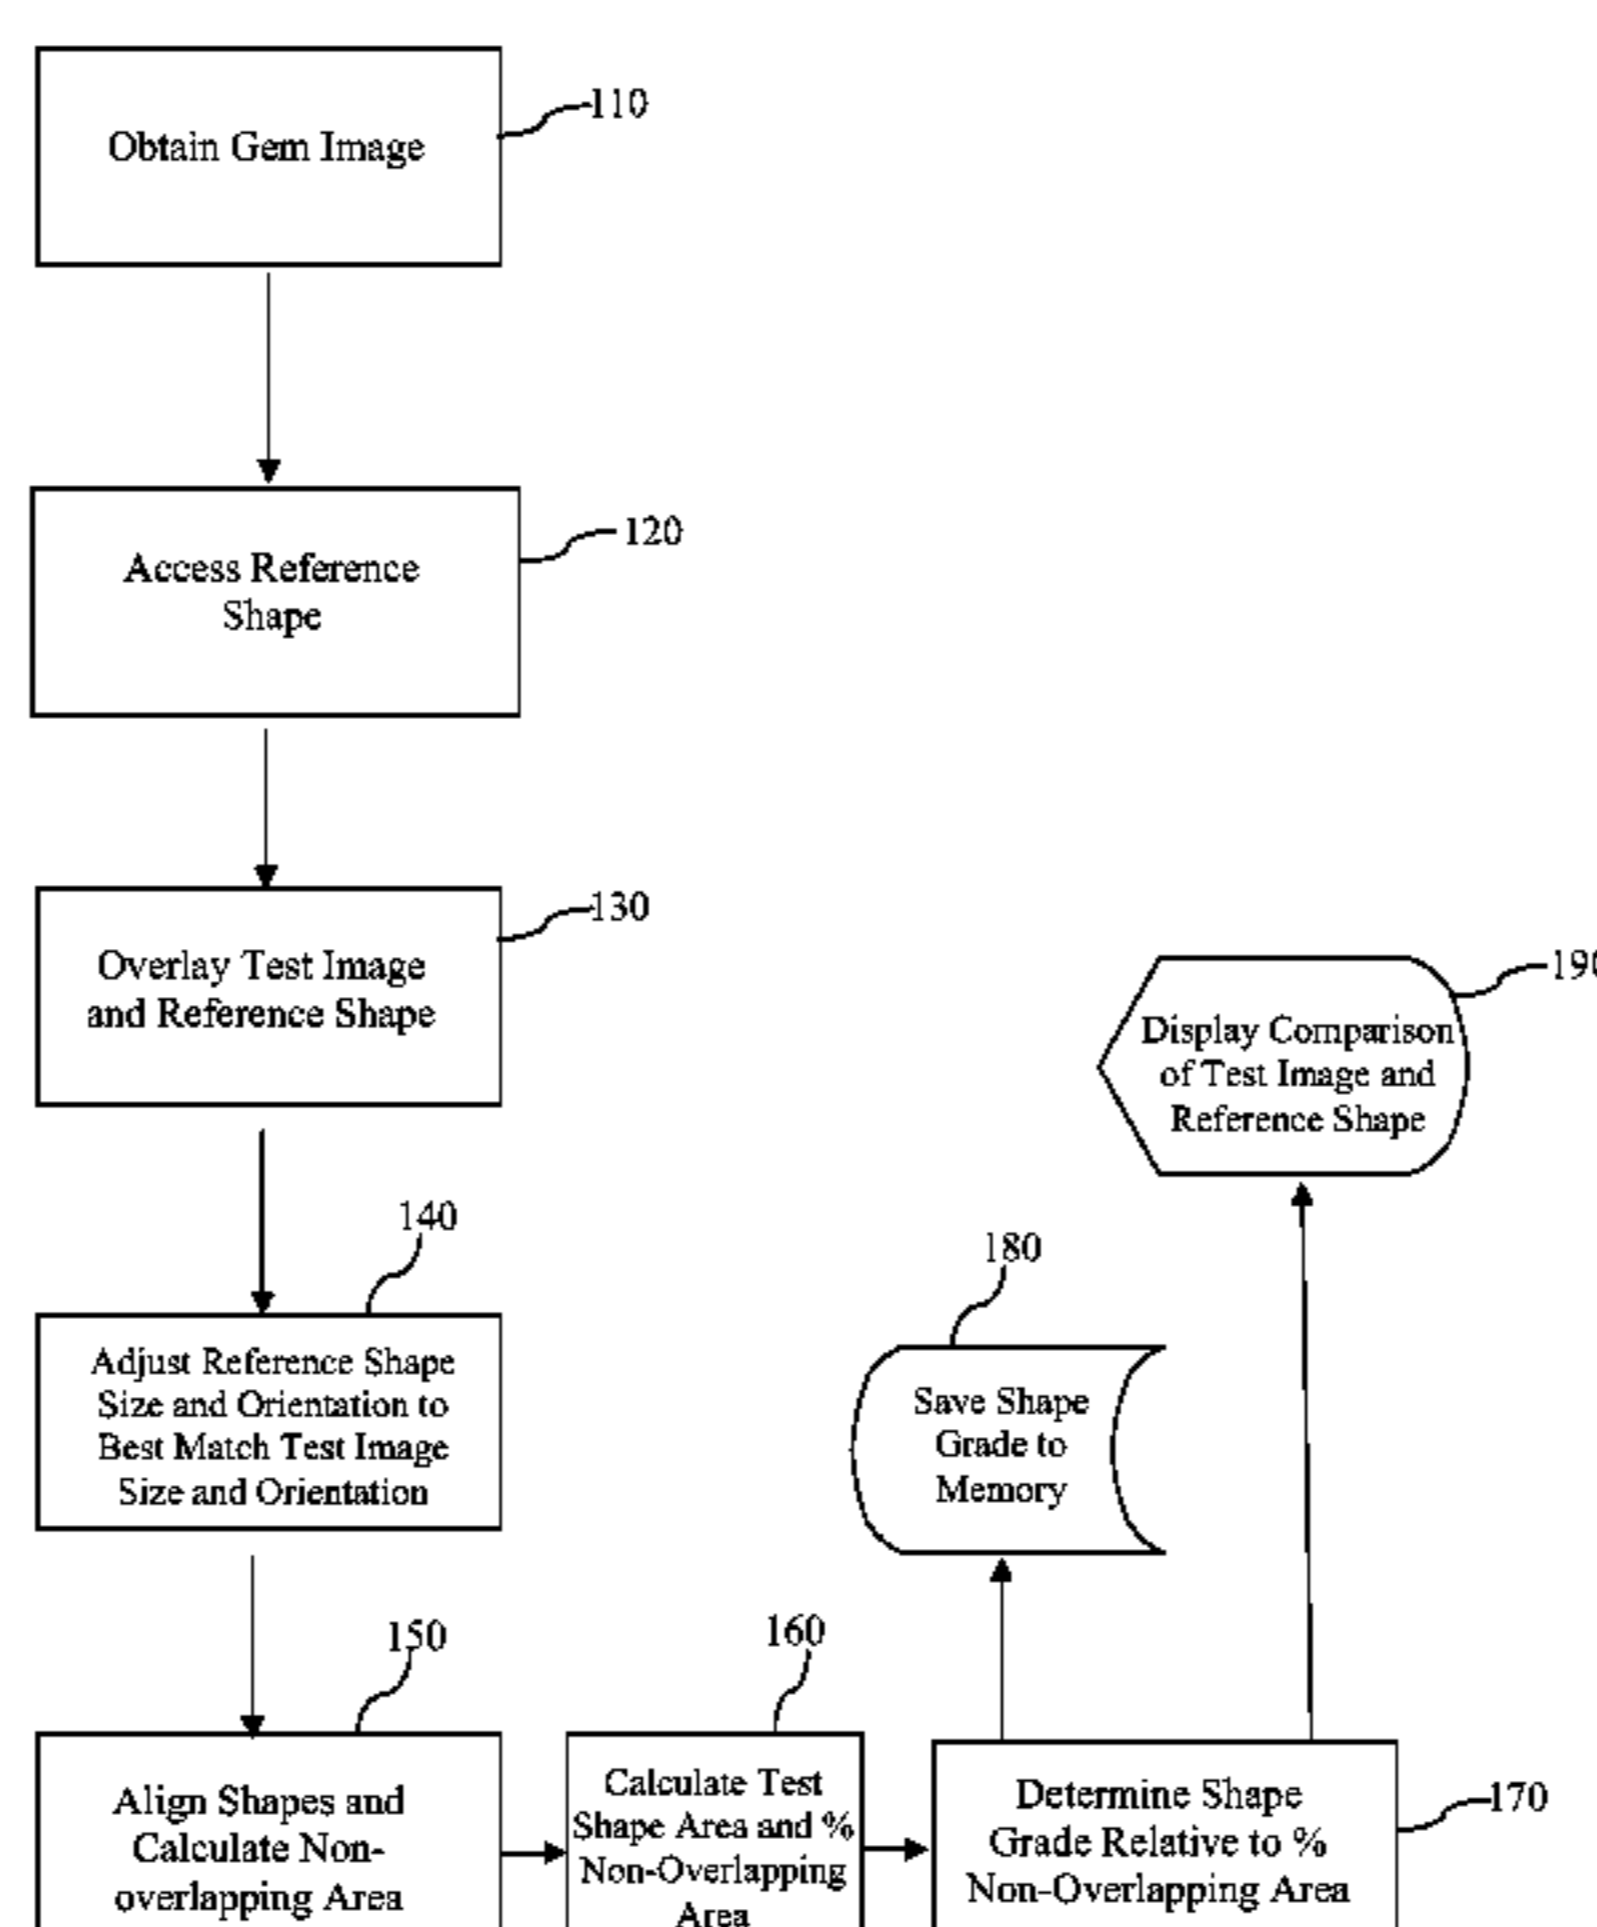 110
Obtain Gem Image
120
Access Reference
Shape
130
Overlay Test Image
and Reference Shape
190
Display Comparison
of Test Image and
Reference Shape
140
Adjust Reference Shape
Size and Orientation to
Best Match Test Image
Size and Orientation
180
Save Shape
Grade to
Memory
150
Align Shapes and
Calculate Non-
overlapping Area
160
Calculate Test
Shape Area and %
Non-Overlapping
Area
170
Determine Shape
Grade Relative to %
Non-Overlapping Area